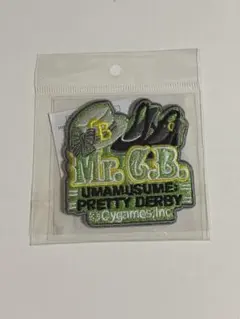 B
Mr. C.B.
UMAMUSUME:
PRETTY DERBY
©Cygames,Inc.